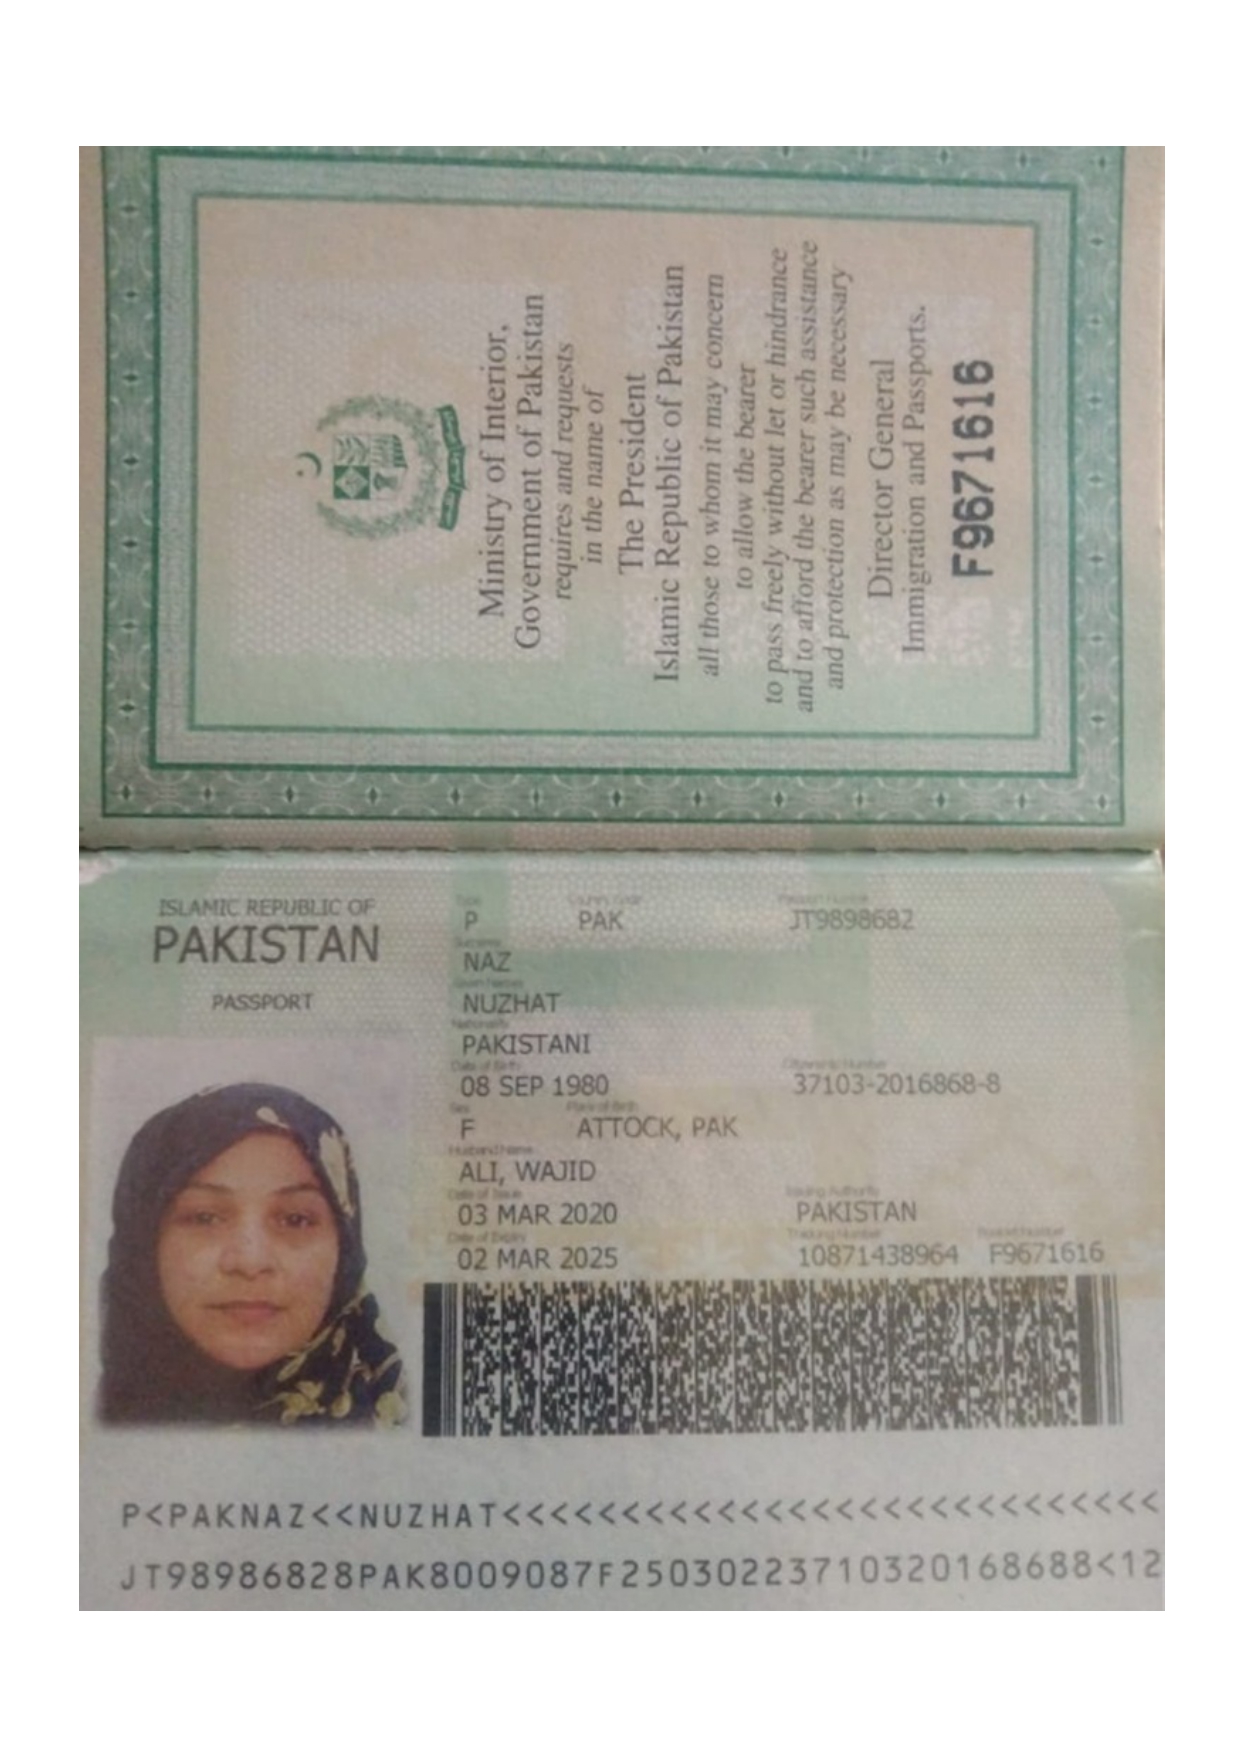 Ministry of Interior,
Government of Pakistan
requires and requests
in the name of
The President
Islamic Republic of Pakistan
all those to whom it may concern
to allow the bearer
to pass freely without let or hindrance
and to afford the bearer such assistance
and protection as may be necessary
Director General
Immigration and Passports.
F9671616
ISLAMIC REPUBLIC OF
PAKISTAN
PASSPORT
Type Country Code Passport Number
P PAK JT9898682
Surname
NAZ
Given Names
NUZHAT
Nationality
PAKISTANI
Date of Birth Citizenship Number
08 SEP 1980 37103-2016868-8
Sex Place of Birth
F ATTOCK, PAK
Husband Name
ALI, WAJID
Date of Issue Issuing Authority
03 MAR 2020 PAKISTAN
Date of Expiry Tracking Number Booklet Number
02 MAR 2025 10871438964 F9671616
P<PAKNAZ<<NUZHAT<<<<<<<<<<<<<<<<<<<<<<<<<<<<
JT98986828PAK8009087F25030223710320168688<12